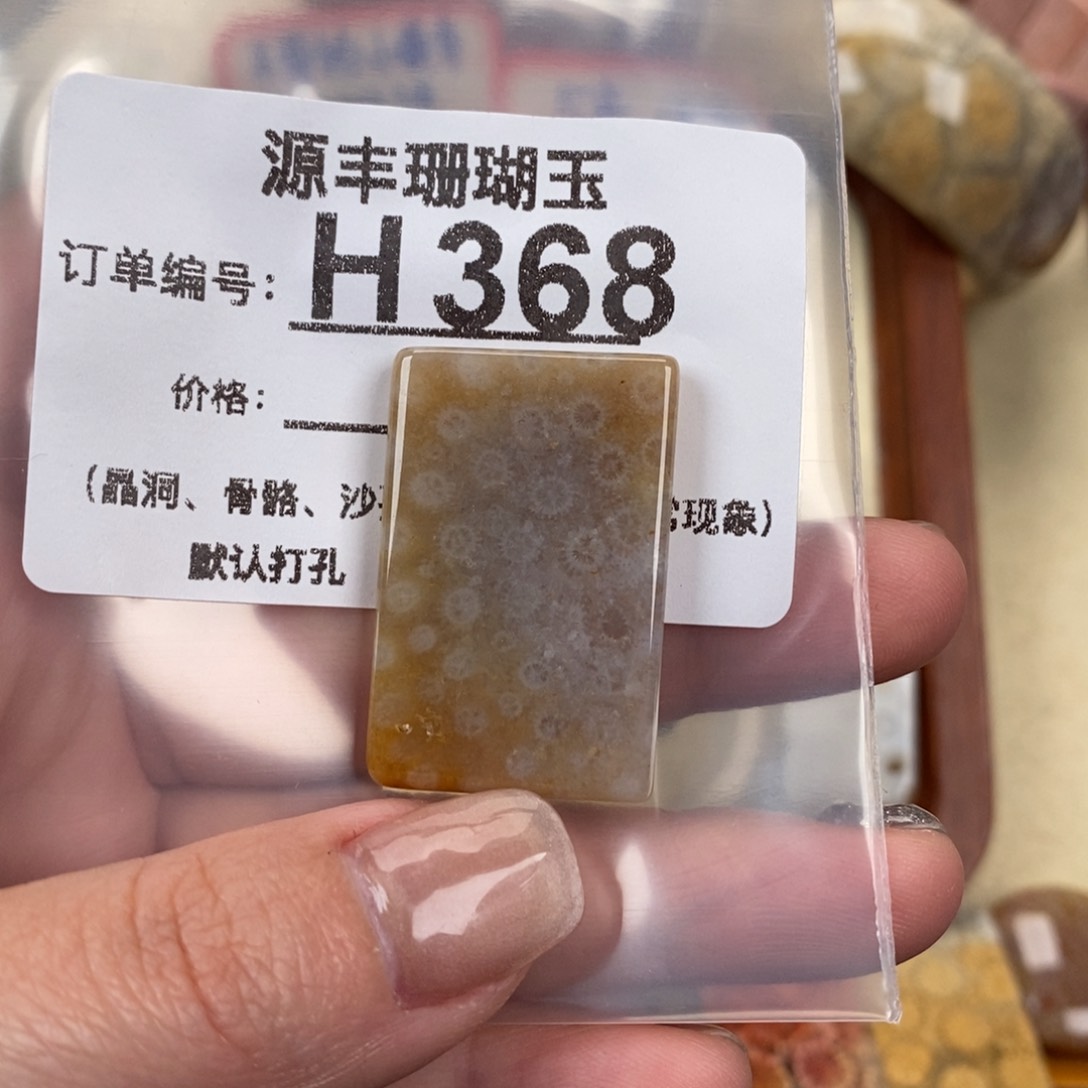 源丰珊瑚玉
订单编号：H368
价格：
（晶洞、骨骼、沙 现象）
默认打孔